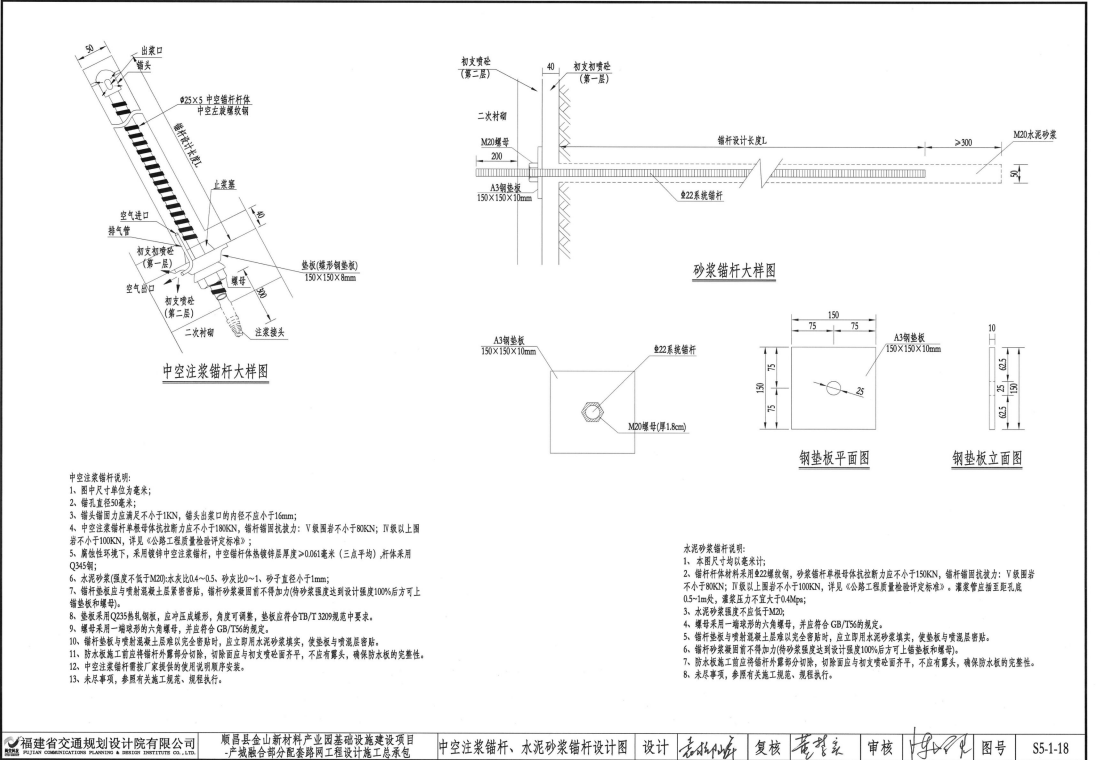 50
出浆口
锚头
Φ25×5 中空锚杆杆体
中空左旋螺纹钢
锚杆设计长度L
止浆塞
40
空气进口
排气管
初支初喷砼
(第一层)
空气出口
初支喷砼
(第二层)
二次衬砌
螺母
300
垫板(蝶形钢垫板)
150×150×8mm
注浆接头
中空注浆锚杆大样图
初支喷砼
(第二层)
40
初支初喷砼
(第一层)
二次衬砌
M20螺母
200
A3钢垫板
150×150×10mm
锚杆设计长度L
≥300
M20水泥砂浆
50
Φ22系统锚杆
砂浆锚杆大样图
A3钢垫板
150×150×10mm
Φ22系统锚杆
M20螺母(厚1.8cm)
150
75
75
150
75
75
25
A3钢垫板
150×150×10mm
钢垫板平面图
10
62.5
25
62.5
150
钢垫板立面图
中空注浆锚杆说明:
1、图中尺寸单位为毫米;
2、锚孔直径50毫米;
3、锚头锚固力应满足不小于1KN，锚头出浆口的内径不应小于16mm;
4、中空注浆锚杆单根母体抗拉断力应不小于180KN，锚杆锚固抗拔力: Ⅴ级围岩不小于80KN; Ⅳ级以上围
岩不小于100KN，详见《公路工程质量检验评定标准》;
5、腐蚀性环境下，采用镀锌中空注浆锚杆，中空锚杆体热镀锌层厚度≥0.061毫米（三点平均）,杆体采用
Q345钢;
6、水泥砂浆(强度不低于M20):水灰比0.4~0.5、砂灰比0~1、砂子直径小于1mm;
7、锚杆垫板应与喷射混凝土层紧密密贴，锚杆砂浆凝固前不得加力(待砂浆强度达到设计强度100%后方可上
锚垫板和螺母)。
8、垫板采用Q235热轧钢板，应冲压成蝶形，角度可调整，垫板应符合TB/T 3209规范中要求。
9、螺母采用一端球形的六角螺母，并应符合 GB/T56的规定。
10、锚杆垫板与喷射混凝土层难以完全密贴时，应立即用水泥砂浆填实，使垫板与喷混层密贴。
11、防水板施工前应将锚杆外露部分切除，切除面应与初支喷砼面齐平，不应有露头，确保防水板的完整性。
12、中空注浆锚杆需按厂家提供的使用说明顺序安装。
13、未尽事项，参照有关施工规范、规程执行。
水泥砂浆锚杆说明:
1、 本图尺寸均以毫米计;
2、锚杆杆体材料采用Φ22螺纹钢，砂浆锚杆单根母体抗拉断力应不小于150KN，锚杆锚固抗拔力: Ⅴ级围岩
不小于80KN; Ⅳ级以上围岩不小于100KN，详见《公路工程质量检验评定标准》。灌浆管应插至距孔底
0.5~1m处，灌浆压力不宜大于0.4Mpa;
3、水泥砂浆强度不应低于M20;
4、螺母采用一端球形的六角螺母，并应符合 GB/T56的规定。
5、锚杆垫板与喷射混凝土层难以完全密贴时，应立即用水泥砂浆填实，使垫板与喷混层密贴。
6、锚杆砂浆凝固前不得加力(待砂浆强度达到设计强度100%后方可上锚垫板和螺母)。
7、防水板施工前应将锚杆外露部分切除，切除面应与初支喷砼面齐平，不应有露头，确保防水板的完整性。
8、未尽事项，参照有关施工规范、规程执行。
福建省交通规划设计院有限公司
FUJIAN COMMUNICATIONS PLANNING & DESIGN INSTITUTE CO., LTD.
顺昌县金山新材料产业园基础设施建设项目
-产城融合部分配套路网工程设计施工总承包
中空注浆锚杆、水泥砂浆锚杆设计图
设计
复核
审核
图号
S5-1-18